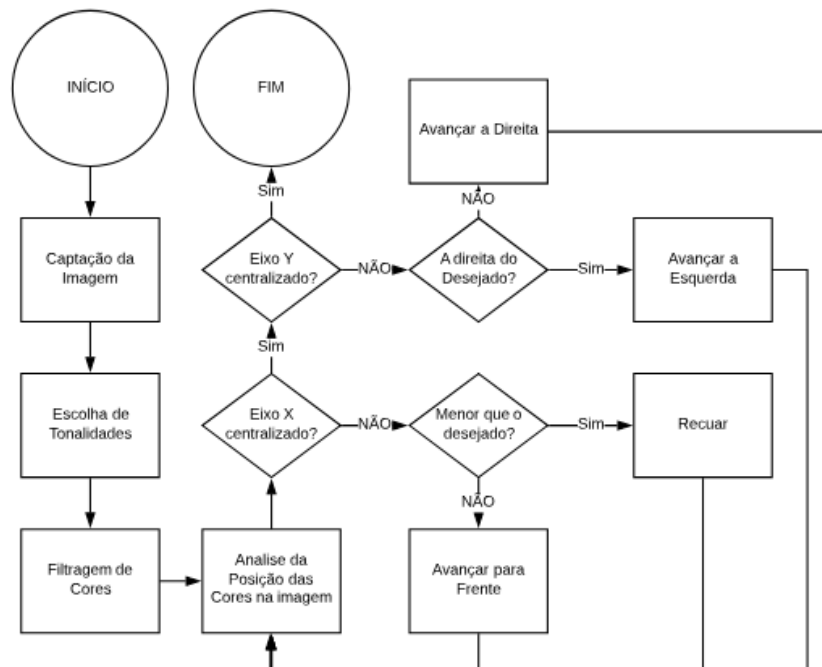 INÍCIO
FIM
Avançar a Direita
Sim
NÃO
Captação da
Imagem
Eixo Y
centralizado?
NÃO
A direita do
Desejado?
Sim
Avançar a
Esquerda
Sim
Escolha de
Tonalidades
Eixo X
centralizado?
NÃO
Menor que o
desejado?
Sim
Recuar
NÃO
Filtragem de
Cores
Analise da
Posição das
Cores na imagem
Avançar para
Frente